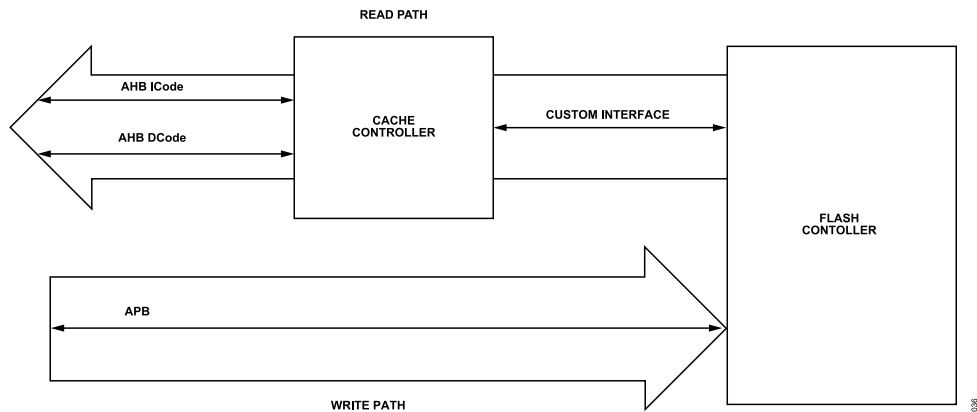 READ PATH
AHB ICode
AHB DCode
CACHE
CONTROLLER
CUSTOM INTERFACE
FLASH
CONTOLLER
APB
WRITE PATH
036